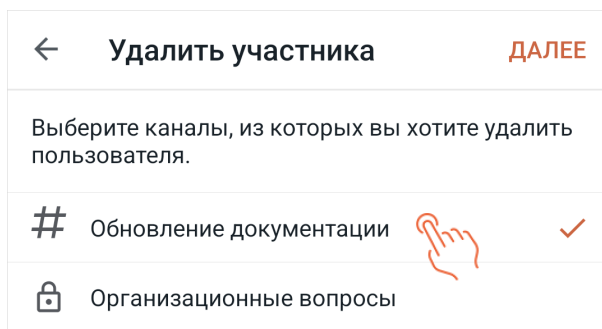 Удалить участника
ДАЛЕЕ
Выберите каналы, из которых вы хотите удалить
пользователя.
# Обновление документации
Организационные вопросы